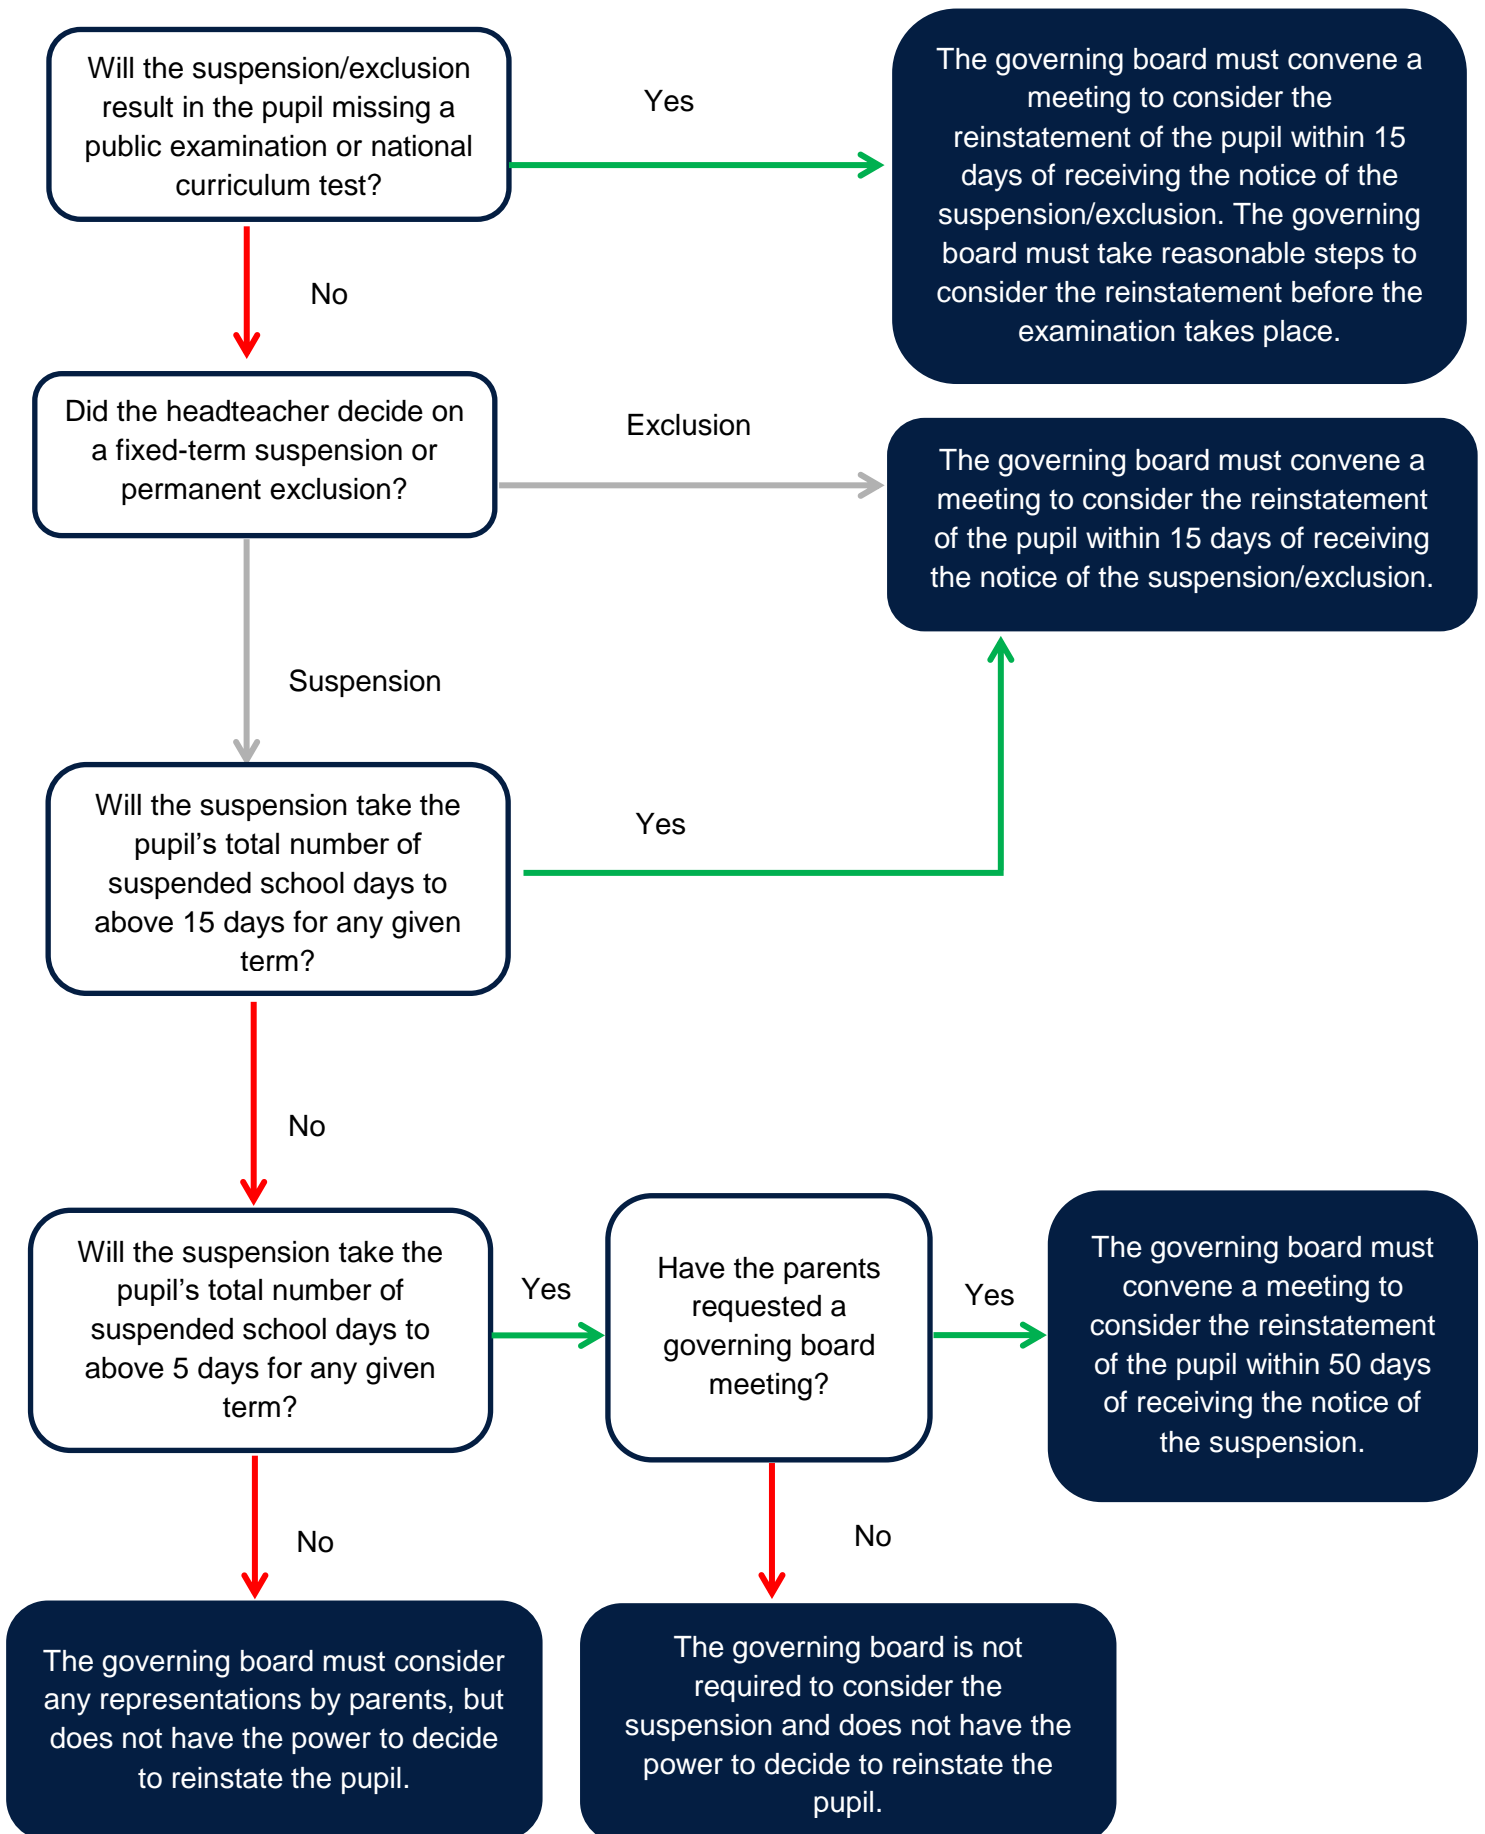 Will the suspension/exclusion
result in the pupil missing a
public examination or national
curriculum test?
Yes
The governing board must convene a
meeting to consider the
reinstatement of the pupil within 15
days of receiving the notice of the
suspension/exclusion. The governing
board must take reasonable steps to
consider the reinstatement before the
examination takes place.
No
Did the headteacher decide on
a fixed-term suspension or
permanent exclusion?
Exclusion
The governing board must convene a
meeting to consider the reinstatement
of the pupil within 15 days of receiving
the notice of the suspension/exclusion.
Suspension
Will the suspension take the
pupil’s total number of
suspended school days to
above 15 days for any given
term?
Yes
No
Will the suspension take the
pupil’s total number of
suspended school days to
above 5 days for any given
term?
Yes
Have the parents
requested a
governing board
meeting?
Yes
The governing board must
convene a meeting to
consider the reinstatement
of the pupil within 50 days
of receiving the notice of
the suspension.
No
No
The governing board must consider
any representations by parents, but
does not have the power to decide
to reinstate the pupil.
The governing board is not
required to consider the
suspension and does not have the
power to decide to reinstate the
pupil.